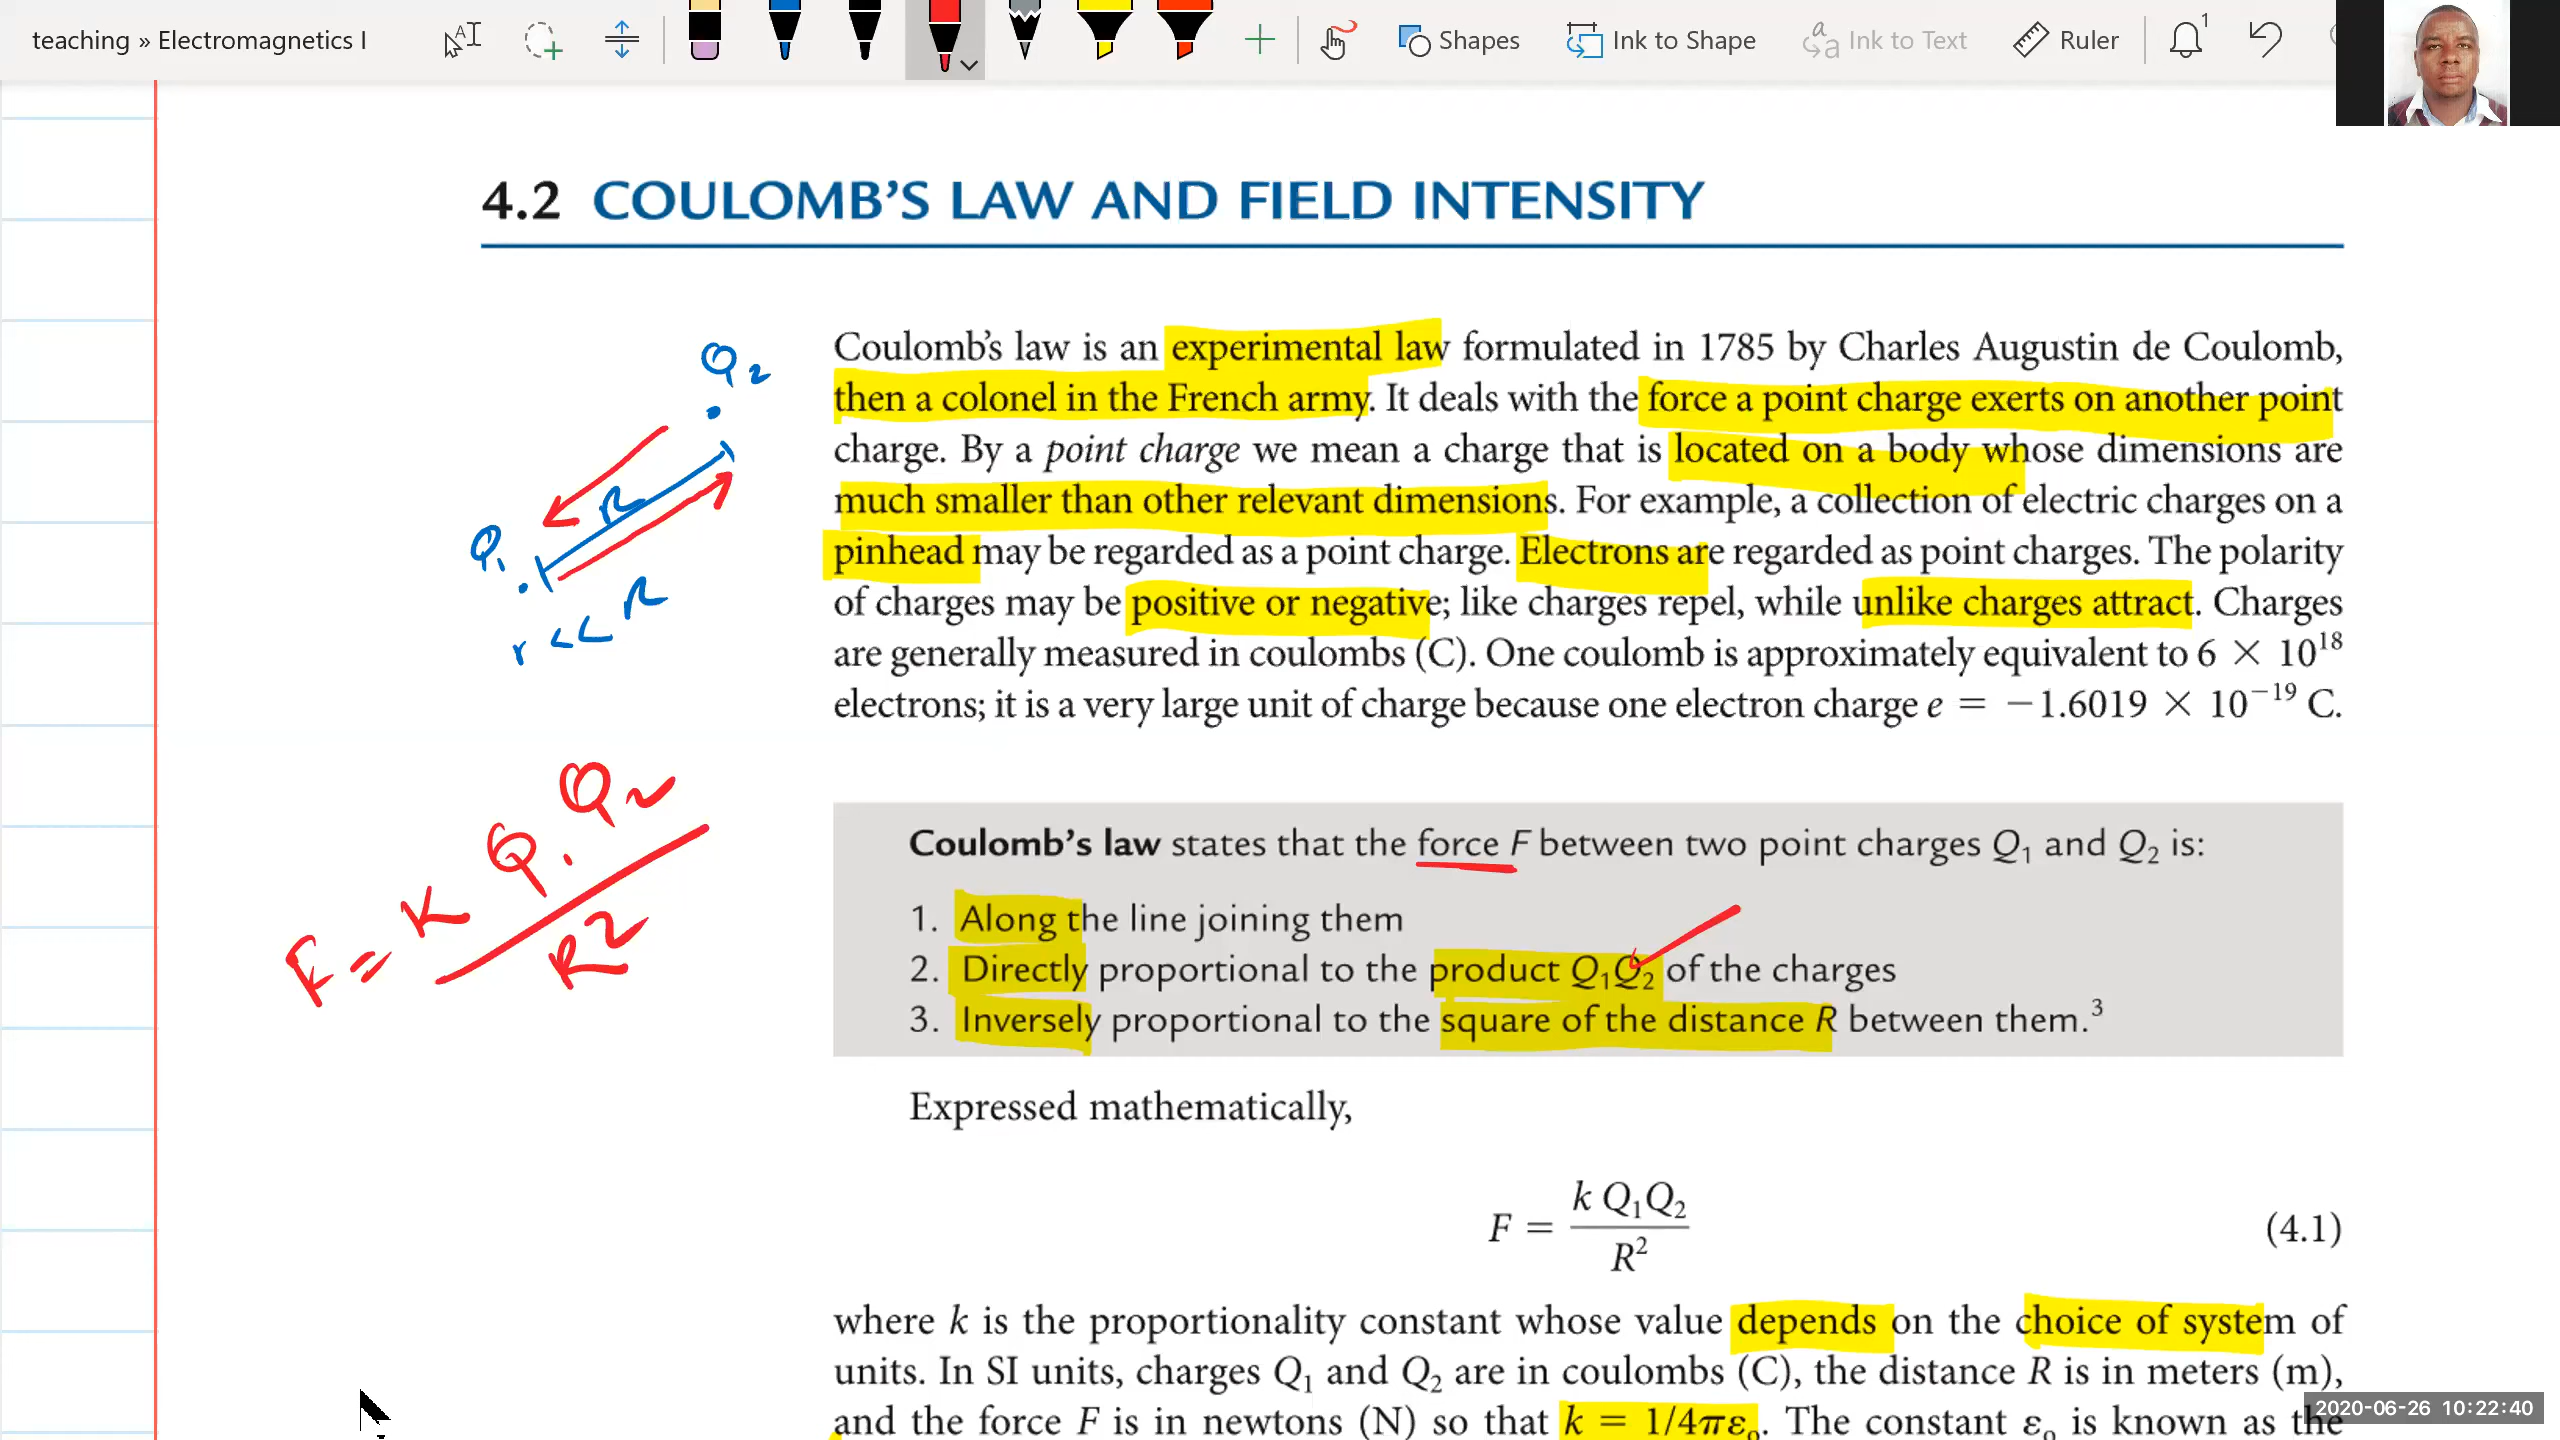 teaching » Electromagnetics I
Shapes
Ink to Shape
Ink to Text
Ruler
1
4.2 COULOMB'S LAW AND FIELD INTENSITY
Coulomb's law is an experimental law formulated in 1785 by Charles Augustin de Coulomb,
then a colonel in the French army. It deals with the force a point charge exerts on another point
charge. By a point charge we mean a charge that is located on a body whose dimensions are
much smaller than other relevant dimensions. For example, a collection of electric charges on a
pinhead may be regarded as a point charge. Electrons are regarded as point charges. The polarity
of charges may be positive or negative; like charges repel, while unlike charges attract. Charges
are generally measured in coulombs (C). One coulomb is approximately equivalent to 6 × 10¹⁸
electrons; it is a very large unit of charge because one electron charge e = −1.6019 × 10⁻¹⁹ C.
Q₂
R
Q₁
r << R
F = K Q₁ Q₂
R²
Coulomb's law states that the force F between two point charges Q₁ and Q₂ is:
1. Along the line joining them
2. Directly proportional to the product Q₁Q₂ of the charges
3. Inversely proportional to the square of the distance R between them.³
Expressed mathematically,
F = k Q₁Q₂ / R² (4.1)
where k is the proportionality constant whose value depends on the choice of system of
units. In SI units, charges Q₁ and Q₂ are in coulombs (C), the distance R is in meters (m),
and the force F is in newtons (N) so that k = 1/4πε₀. The constant ε₀ is known as the
2020-06-26 10:22:40